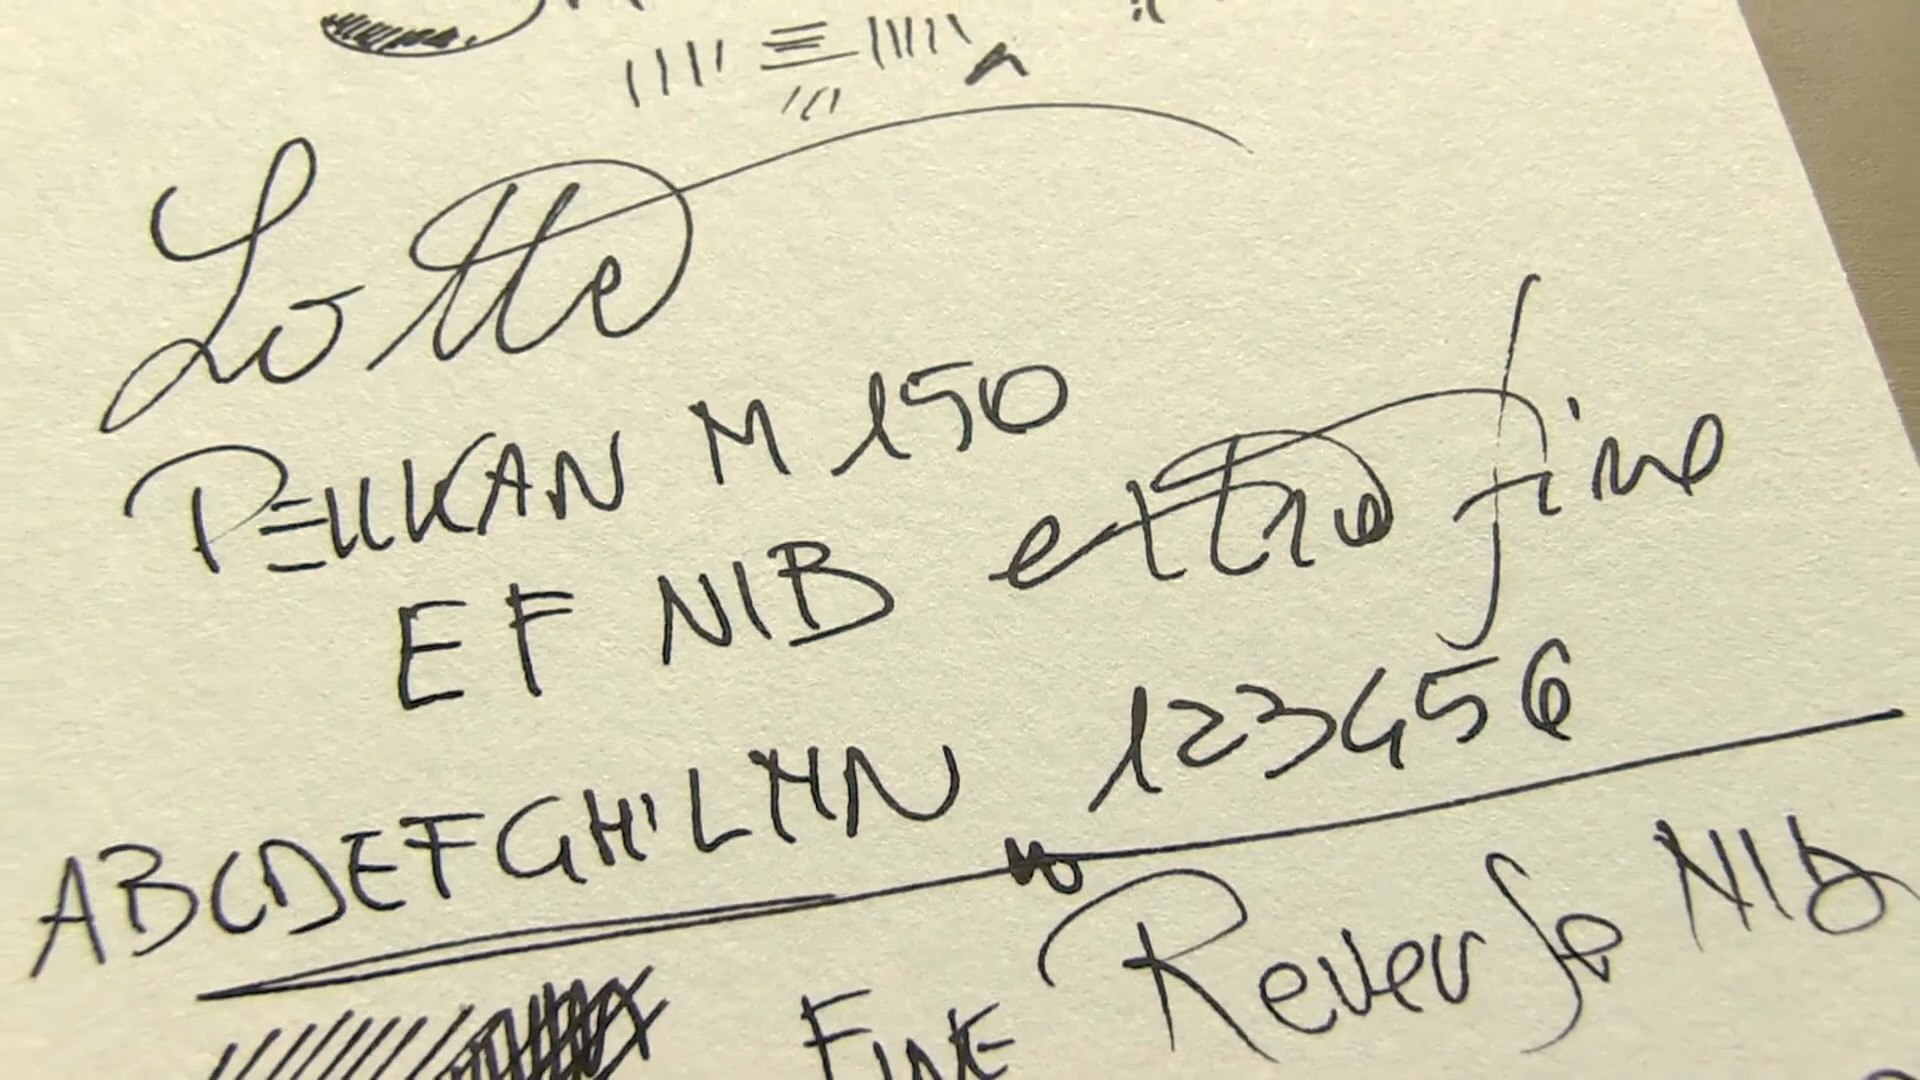 Lotte
PELIKAN M 150
EF NIB extra fine
ABCDEFGHILMN 123456
FINE Reverse NIB